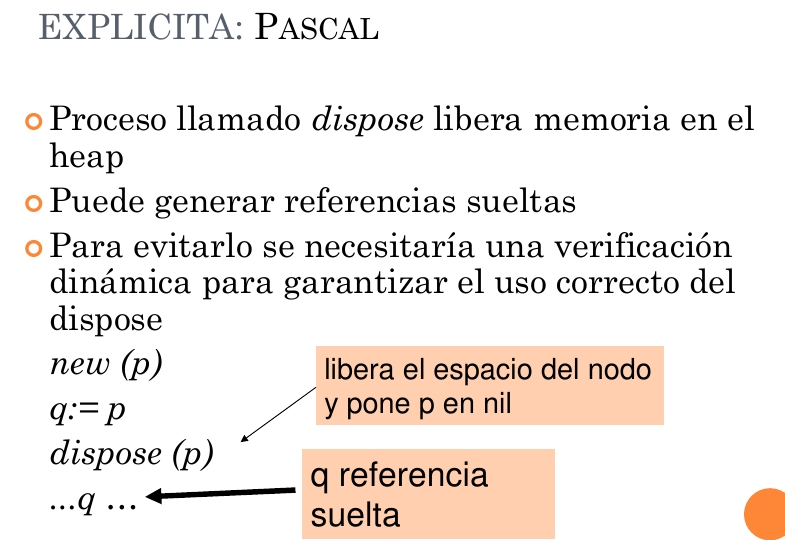 EXPLICITA: PASCAL
Proceso llamado dispose libera memoria en el
heap
Puede generar referencias sueltas
Para evitarlo se necesitaría una verificación
dinámica para garantizar el uso correcto del
dispose
new (p)
q:= p
dispose (p)
...q ...
libera el espacio del nodo
y pone p en nil
q referencia
suelta